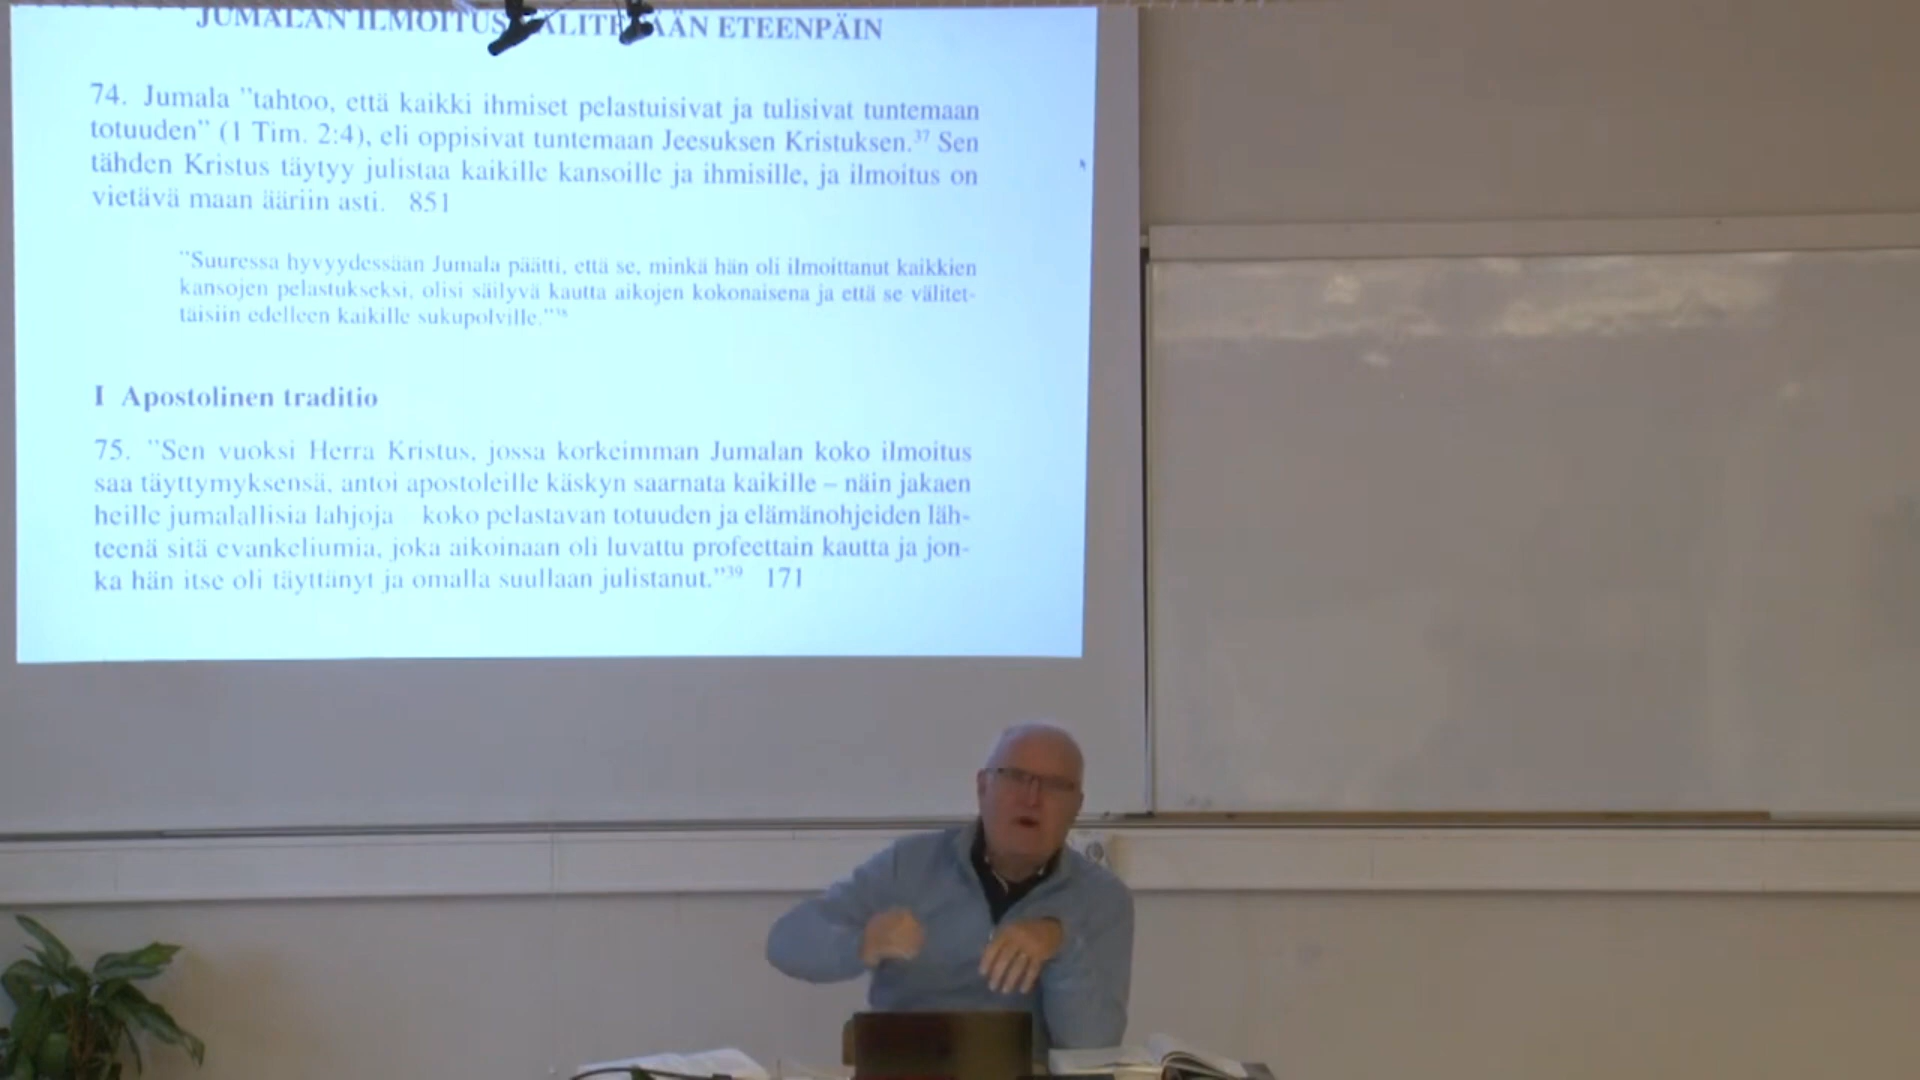 JUMALAN ILMOITUS ETEENPÄIN
74. Jumala ”tahtoo, että kaikki ihmiset pelastuisivat ja tulisivat tuntemaan
totuuden” (1 Tim. 2:4), eli oppisivat tuntemaan Jeesuksen Kristuksen.³⁷ Sen
tähden Kristus täytyy julistaa kaikille kansoille ja ihmisille, ja ilmoitus on
vietävä maan ääriin asti. 851
”Suuressa hyvyydessään Jumala päätti, että se, minkä hän oli ilmoittanut kaikkien
kansojen pelastukseksi, olisi säilyvä kautta aikojen kokonaisena ja että se välitet-
täisiin edelleen kaikille sukupolville.”³⁸
I Apostolinen traditio
75. ”Sen vuoksi Herra Kristus, jossa korkeimman Jumalan koko ilmoitus
saa täyttymyksensä, antoi apostoleille käskyn saarnata kaikille – näin jakaen
heille jumalallisia lahjoja koko pelastavan totuuden ja elämänohjeiden läh-
teenä sitä evankeliumia, joka aikoinaan oli luvattu profeettain kautta ja jon-
ka hän itse oli täyttänyt ja omalla suullaan julistanut.”³⁹ 171